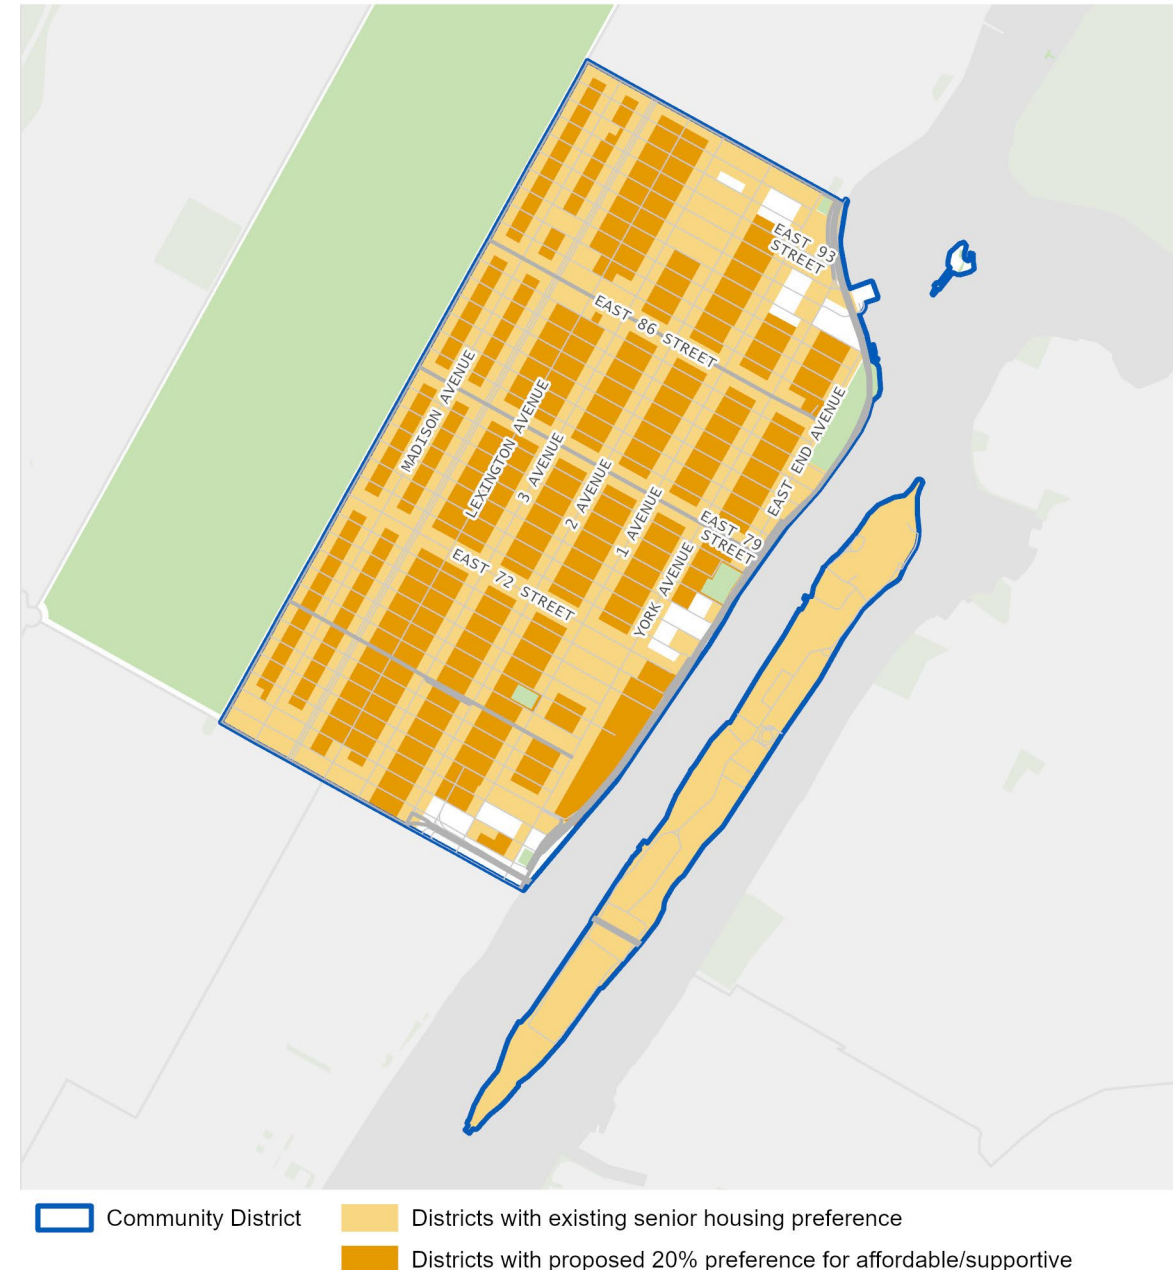 EAST 93
STREET
EAST 86 STREET
MADISON AVENUE
LEXINGTON AVENUE
3 AVENUE
2 AVENUE
1 AVENUE
EAST END AVENUE
EAST 79
STREET
YORK AVENUE
EAST 72 STREET
Community District
Districts with existing senior housing preference
Districts with proposed 20% preference for affordable/supportive